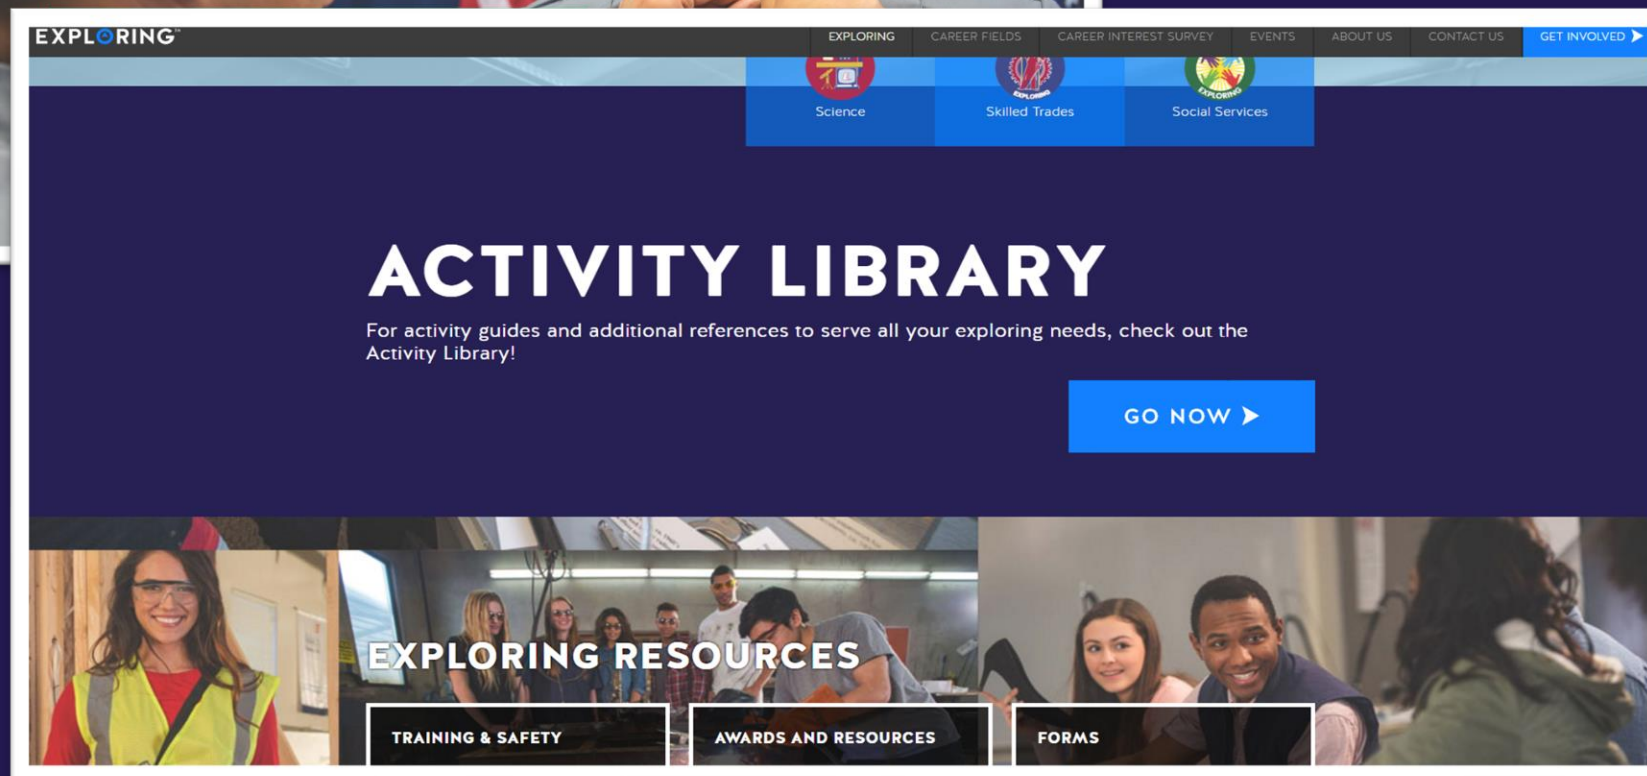 EXPLORING™
EXPLORING CAREER FIELDS CAREER INTEREST SURVEY EVENTS ABOUT US CONTACT US GET INVOLVED
EXPLORING EXPLORING
Science Skilled Trades Social Services
ACTIVITY LIBRARY
For activity guides and additional references to serve all your exploring needs, check out the
Activity Library!
GO NOW
EXPLORING RESOURCES
TRAINING & SAFETY AWARDS AND RESOURCES FORMS